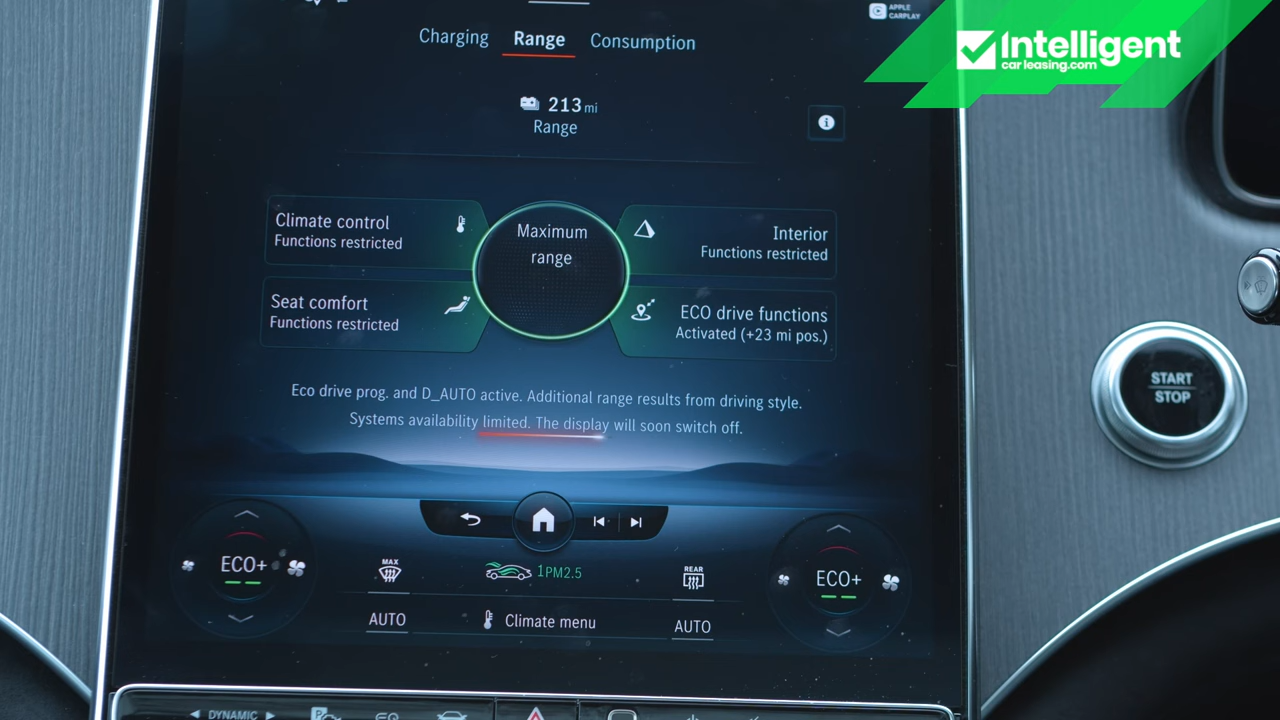 APPLE
CARPLAY
Intelligent
carleasing.com
Charging Range Consumption
213 mi
Range
Climate control
Functions restricted
Maximum
range
Interior
Functions restricted
Seat comfort
Functions restricted
ECO drive functions
Activated (+23 mi pos.)
Eco drive prog. and D_AUTO active. Additional range results from driving style.
Systems availability limited. The display will soon switch off.
START
STOP
ECO+
MAX
1PM2.5
REAR
ECO+
AUTO
Climate menu
AUTO
DYNAMIC